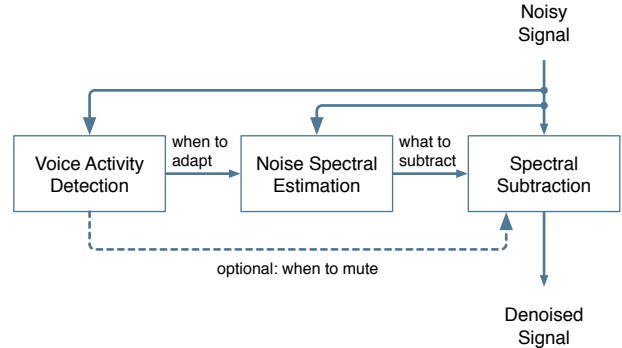 Noisy
Signal
Voice Activity
Detection
when to
adapt
Noise Spectral
Estimation
what to
subtract
Spectral
Subtraction
optional: when to mute
Denoised
Signal